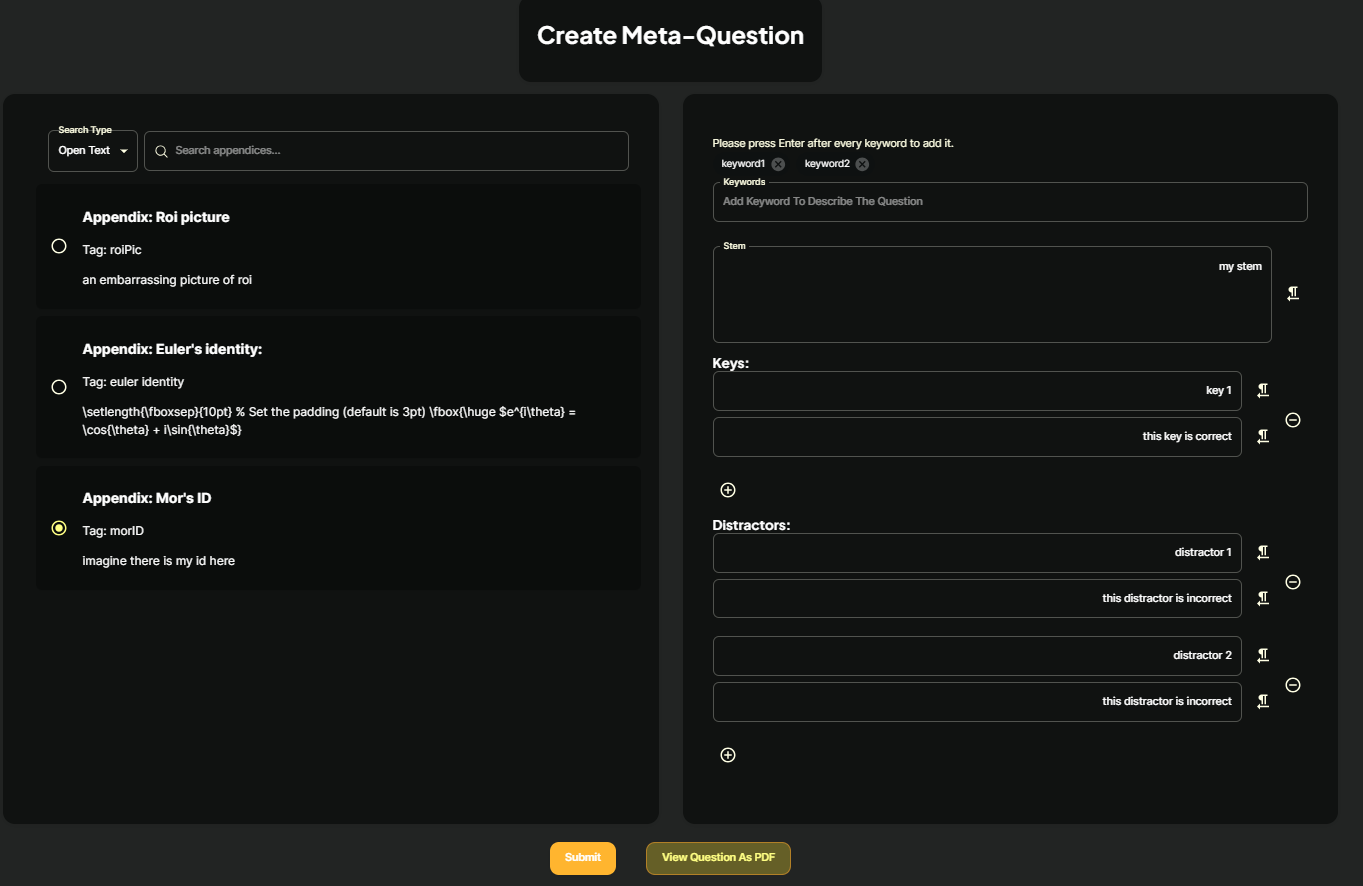 Create Meta-Question
Search Type
Open Text
Search appendices...
Appendix: Roi picture
Tag: roiPic
an embarrassing picture of roi
Appendix: Euler's identity:
Tag: euler identity
\setlength{\fboxsep}{10pt} % Set the padding (default is 3pt) \fbox{\huge $e^{i\theta} =
\cos{\theta} + i\sin{\theta}$}
Appendix: Mor's ID
Tag: morID
imagine there is my id here
Please press Enter after every keyword to add it.
keyword1 keyword2
Keywords
Add Keyword To Describe The Question
Stem
my stem
Keys:
key 1
this key is correct
Distractors:
distractor 1
this distractor is incorrect
distractor 2
this distractor is incorrect
Submit
View Question As PDF